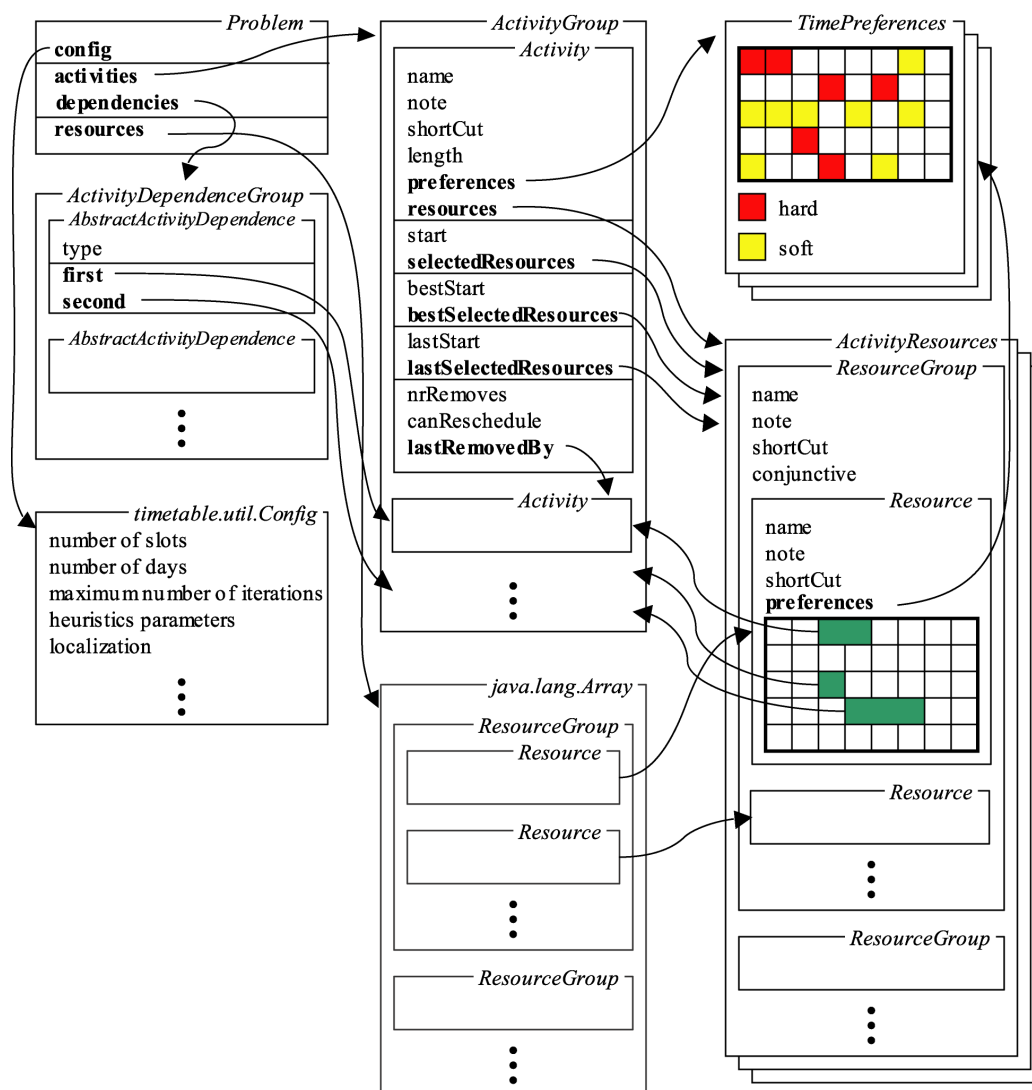 Problem
config
activities
dependencies
resources
ActivityDependenceGroup
AbstractActivityDependence
type
first
second
AbstractActivityDependence
timetable.util.Config
number of slots
number of days
maximum number of iterations
heuristics parameters
localization
ActivityGroup
Activity
name
note
shortCut
length
preferences
resources
start
selectedResources
bestStart
bestSelectedResources
lastStart
lastSelectedResources
nrRemoves
canReschedule
lastRemovedBy
Activity
java.lang.Array
ResourceGroup
Resource
Resource
ResourceGroup
TimePreferences
hard
soft
ActivityResources
ResourceGroup
name
note
shortCut
conjunctive
Resource
name
note
shortCut
preferences
Resource
ResourceGroup